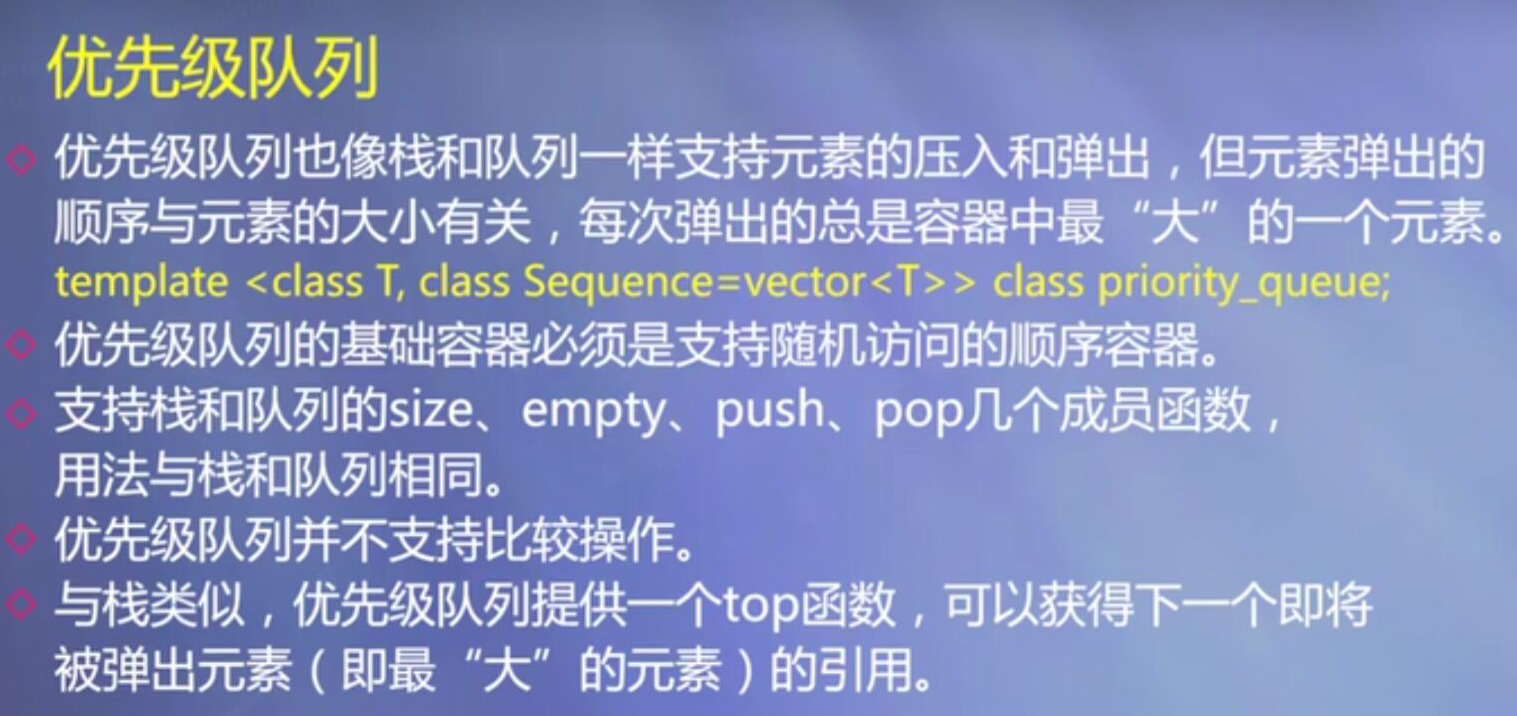 优先级队列
优先级队列也像栈和队列一样支持元素的压入和弹出，但元素弹出的
顺序与元素的大小有关，每次弹出的总是容器中最“大”的一个元素。
template <class T, class Sequence=vector<T>> class priority_queue;
优先级队列的基础容器必须是支持随机访问的顺序容器。
支持栈和队列的size、empty、push、pop几个成员函数，
用法与栈和队列相同。
优先级队列并不支持比较操作。
与栈类似，优先级队列提供一个top函数，可以获得下一个即将
被弹出元素（即最“大”的元素）的引用。